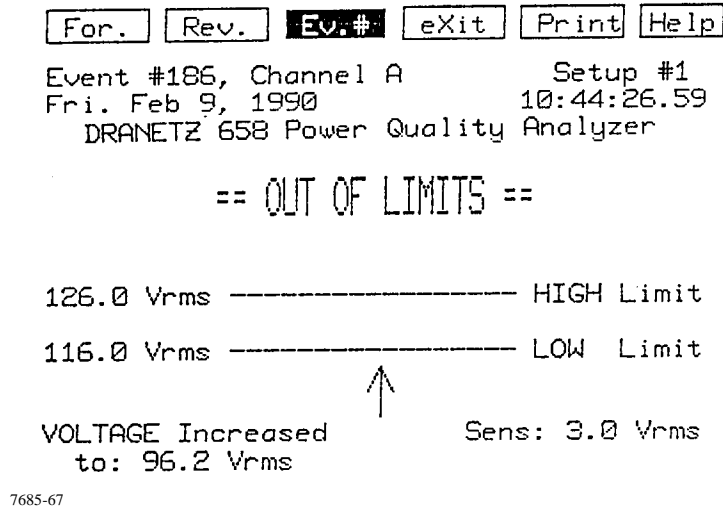 For. Rev. Ev.# eXit Print Help
Event #186, Channel A Setup #1
Fri. Feb 9, 1990 10:44:26.59
DRANETZ 658 Power Quality Analyzer
== OUT OF LIMITS ==
126.0 Vrms ------------------ HIGH Limit
116.0 Vrms ------------------ LOW Limit
VOLTAGE Increased Sens: 3.0 Vrms
to: 96.2 Vrms
7685-67